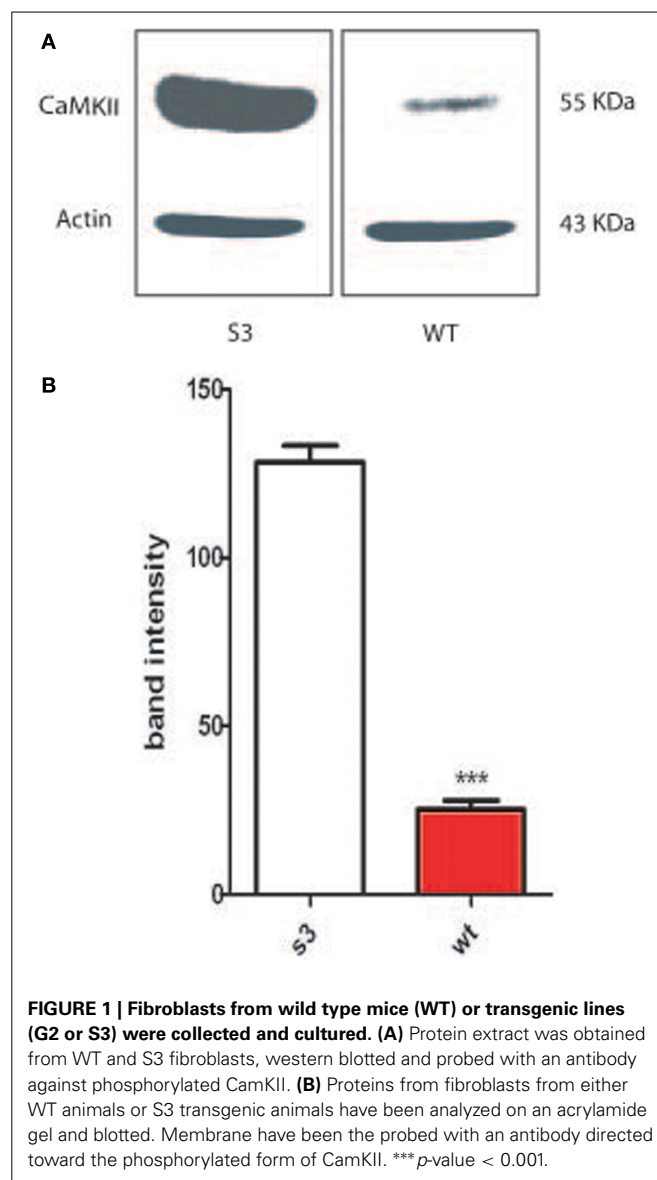 A
CaMKII
55 KDa
Actin
43 KDa
S3
WT
B
150
100
50
0
band intensity
***
s3
wt
FIGURE 1 | Fibroblasts from wild type mice (WT) or transgenic lines
(G2 or S3) were collected and cultured. (A) Protein extract was obtained
from WT and S3 fibroblasts, western blotted and probed with an antibody
against phosphorylated CamKII. (B) Proteins from fibroblasts from either
WT animals or S3 transgenic animals have been analyzed on an acrylamide
gel and blotted. Membrane have been the probed with an antibody directed
toward the phosphorylated form of CamKII. ***p-value < 0.001.